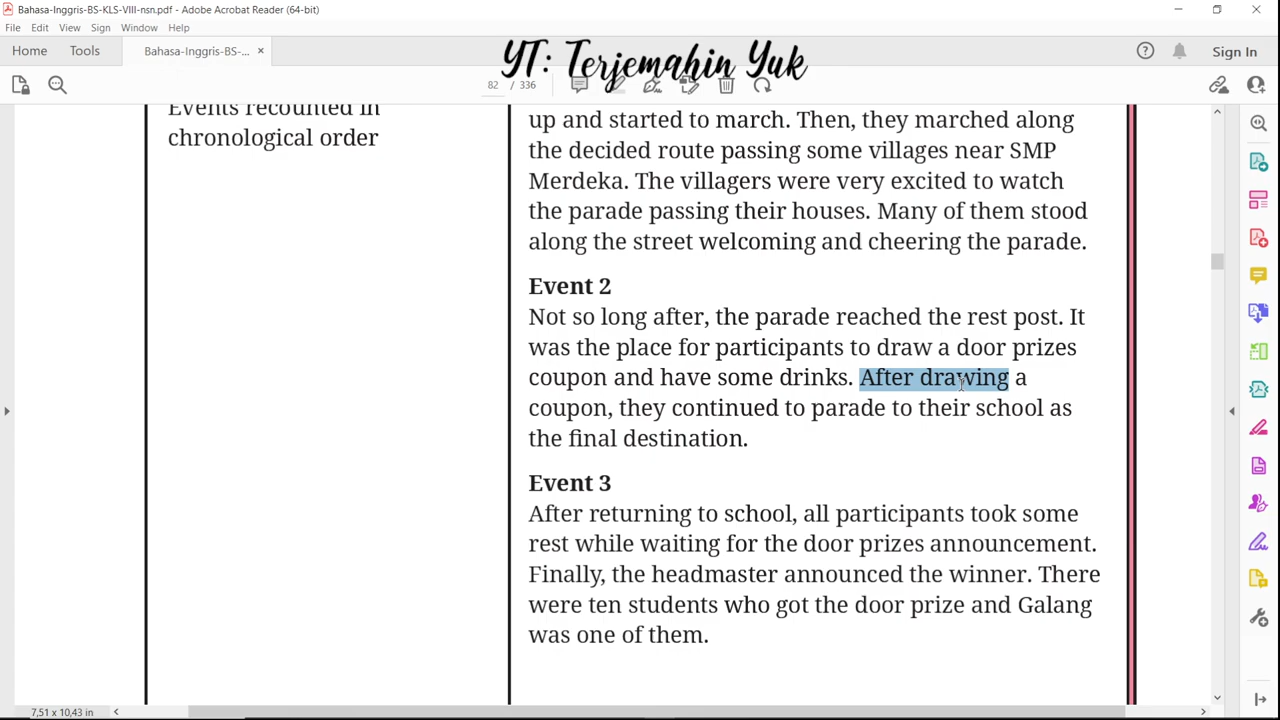 Bahasa-Inggris-BS-KLS-VIII-nsn.pdf - Adobe Acrobat Reader (64-bit)
File Edit View Sign Window Help
Home Tools Bahasa-Inggris-BS-... × Sign In
YT: Terjemahin Yuk
82 / 336
Events recounted in
chronological order
up and started to march. Then, they marched along
the decided route passing some villages near SMP
Merdeka. The villagers were very excited to watch
the parade passing their houses. Many of them stood
along the street welcoming and cheering the parade.
Event 2
Not so long after, the parade reached the rest post. It
was the place for participants to draw a door prizes
coupon and have some drinks. After drawing a
coupon, they continued to parade to their school as
the final destination.
Event 3
After returning to school, all participants took some
rest while waiting for the door prizes announcement.
Finally, the headmaster announced the winner. There
were ten students who got the door prize and Galang
was one of them.
7,51 x 10,43 in